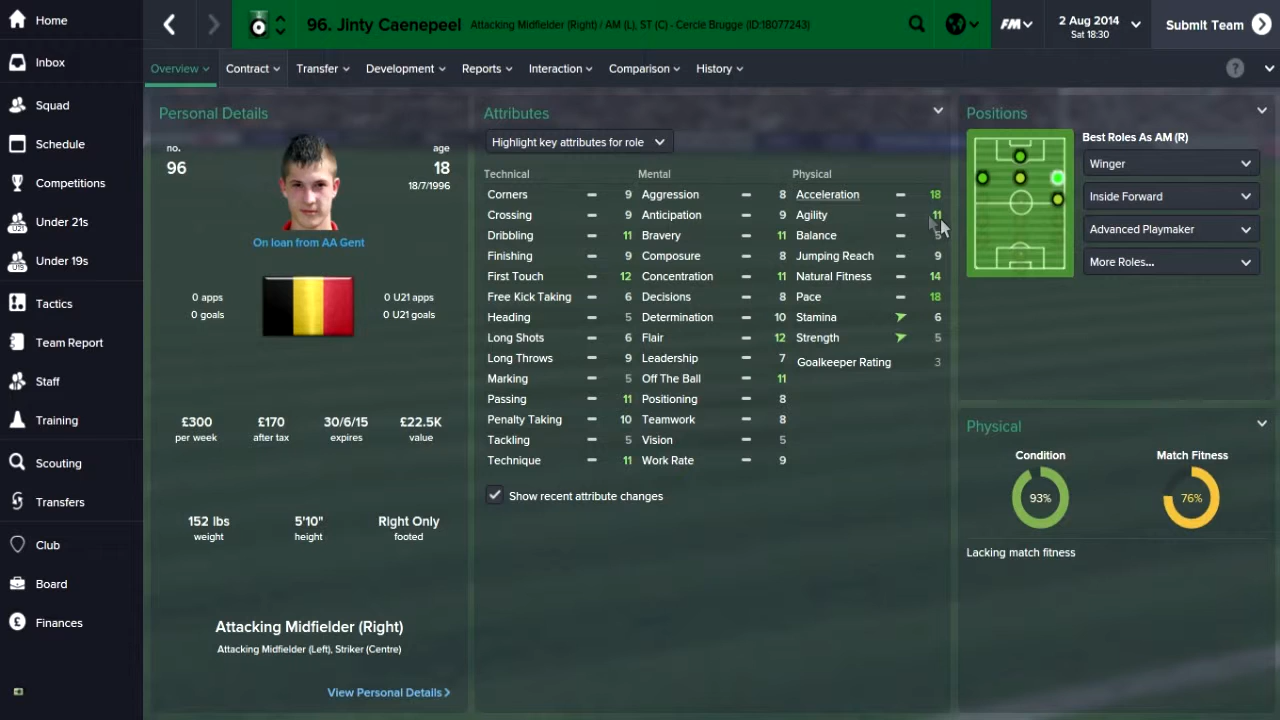 Home
Inbox
Squad
Schedule
Competitions
Under 21s
Under 19s
Tactics
Team Report
Staff
Training
Scouting
Transfers
Club
Board
Finances
96. Jinty Caenepeel Attacking Midfielder (Right) / AM (L), ST (C) - Cercle Brugge (ID:18077243)
FM
2 Aug 2014
Sat 18:30
Submit Team
Overview Contract Transfer Development Reports Interaction Comparison History
?
Personal Details
no.
96
age
18
18/7/1996
On loan from AA Gent
0 apps
0 goals
0 U21 apps
0 U21 goals
£300
per week
£170
after tax
30/6/15
expires
£22.5K
value
152 lbs
weight
5'10"
height
Right Only
footed
Attacking Midfielder (Right)
Attacking Midfielder (Left), Striker (Centre)
View Personal Details >
Attributes
Highlight key attributes for role
Technical Mental Physical
Corners 9 Aggression 8 Acceleration 18
Crossing 9 Anticipation 9 Agility 11
Dribbling 11 Bravery 11 Balance 5
Finishing 9 Composure 8 Jumping Reach 9
First Touch 12 Concentration 11 Natural Fitness 14
Free Kick Taking 6 Decisions 8 Pace 18
Heading 5 Determination 10 Stamina 6
Long Shots 6 Flair 12 Strength 5
Long Throws 9 Leadership 7 Goalkeeper Rating 3
Marking 5 Off The Ball 11
Passing 11 Positioning 8
Penalty Taking 10 Teamwork 8
Tackling 5 Vision 5
Technique 11 Work Rate 9
Show recent attribute changes
Positions
Best Roles As AM (R)
Winger
Inside Forward
Advanced Playmaker
More Roles...
Physical
Condition
93%
Match Fitness
76%
Lacking match fitness